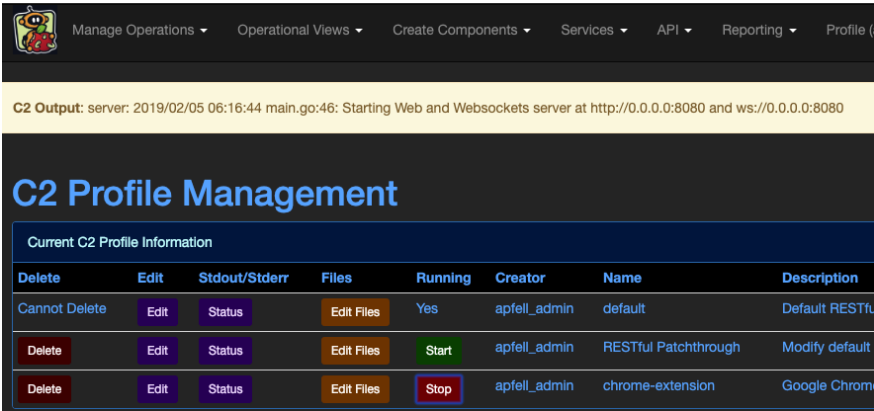 Manage Operations Operational Views Create Components Services API Reporting Profile (
C2 Output: server: 2019/02/05 06:16:44 main.go:46: Starting Web and Websockets server at http://0.0.0.0:8080 and ws://0.0.0.0:8080
C2 Profile Management
Current C2 Profile Information
Delete Edit Stdout/Stderr Files Running Creator Name Description
Cannot Delete Edit Status Edit Files Yes apfell_admin default Default RESTfu
Delete Edit Status Edit Files Start apfell_admin RESTful Patchthrough Modify default
Delete Edit Status Edit Files Stop apfell_admin chrome-extension Google Chrom